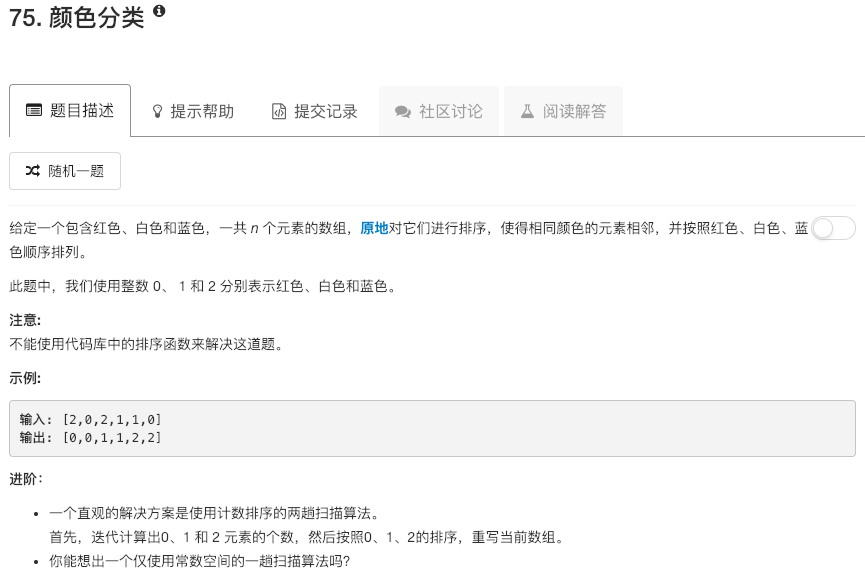 75. 颜色分类
题目描述 提示帮助 提交记录 社区讨论 阅读解答
随机一题
给定一个包含红色、白色和蓝色，一共 n 个元素的数组，原地对它们进行排序，使得相同颜色的元素相邻，并按照红色、白色、蓝
色顺序排列。
此题中，我们使用整数 0、 1 和 2 分别表示红色、白色和蓝色。
注意:
不能使用代码库中的排序函数来解决这道题。
示例:
输入: [2,0,2,1,1,0]
输出: [0,0,1,1,2,2]
进阶：
• 一个直观的解决方案是使用计数排序的两趟扫描算法。
首先，迭代计算出0、1 和 2 元素的个数，然后按照0、1、2的排序，重写当前数组。
• 你能想出一个仅使用常数空间的一趟扫描算法吗？